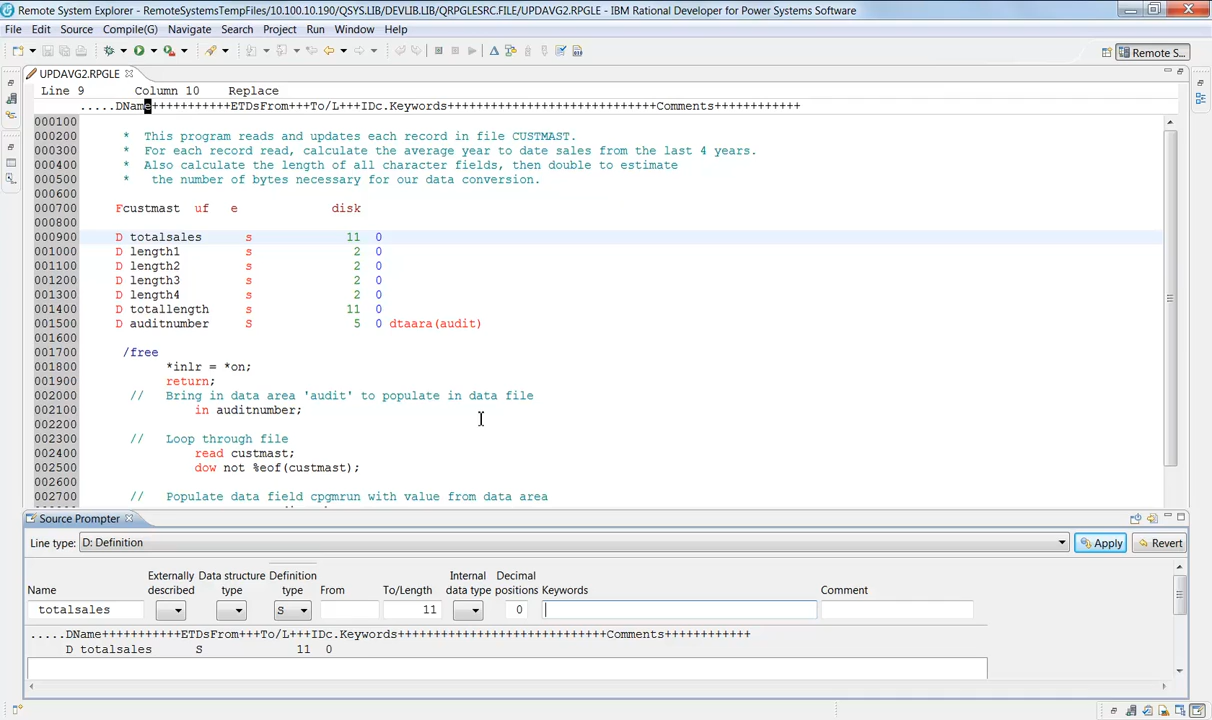 Remote System Explorer - RemoteSystemsTempFiles/10.100.10.190/QSYS.LIB/DEVLIB.LIB/QRPGLESRC.FILE/UPDAVG2.RPGLE - IBM Rational Developer for Power Systems Software
File Edit Source Compile(G) Navigate Search Project Run Window Help
Remote S...
UPDAVG2.RPGLE
Line 9 Column 10 Replace
.....DName+++++++++++ETDsFrom+++To/L+++IDc.Keywords+++++++++++++++++++++++++++++Comments++++++++++++
000100
000200 * This program reads and updates each record in file CUSTMAST.
000300 * For each record read, calculate the average year to date sales from the last 4 years.
000400 * Also calculate the length of all character fields, then double to estimate
000500 * the number of bytes necessary for our data conversion.
000600
000700 Fcustmast uf e disk
000800
000900 D totalsales s 11 0
001000 D length1 s 2 0
001100 D length2 s 2 0
001200 D length3 s 2 0
001300 D length4 s 2 0
001400 D totallength s 11 0
001500 D auditnumber S 5 0 dtaara(audit)
001600
001700 /free
001800 *inlr = *on;
001900 return;
002000 // Bring in data area 'audit' to populate in data file
002100 in auditnumber;
002200
002300 // Loop through file
002400 read custmast;
002500 dow not %eof(custmast);
002600
002700 // Populate data field cpgmrun with value from data area
Source Prompter
Line type: D: Definition Apply Revert
Name Externally described Data structure type Definition type From To/Length Internal data type Decimal positions Keywords Comment
totalsales S 11 0
.....DName+++++++++++ETDsFrom+++To/L+++IDc.Keywords+++++++++++++++++++++++++++++Comments++++++++++++
D totalsales S 11 0